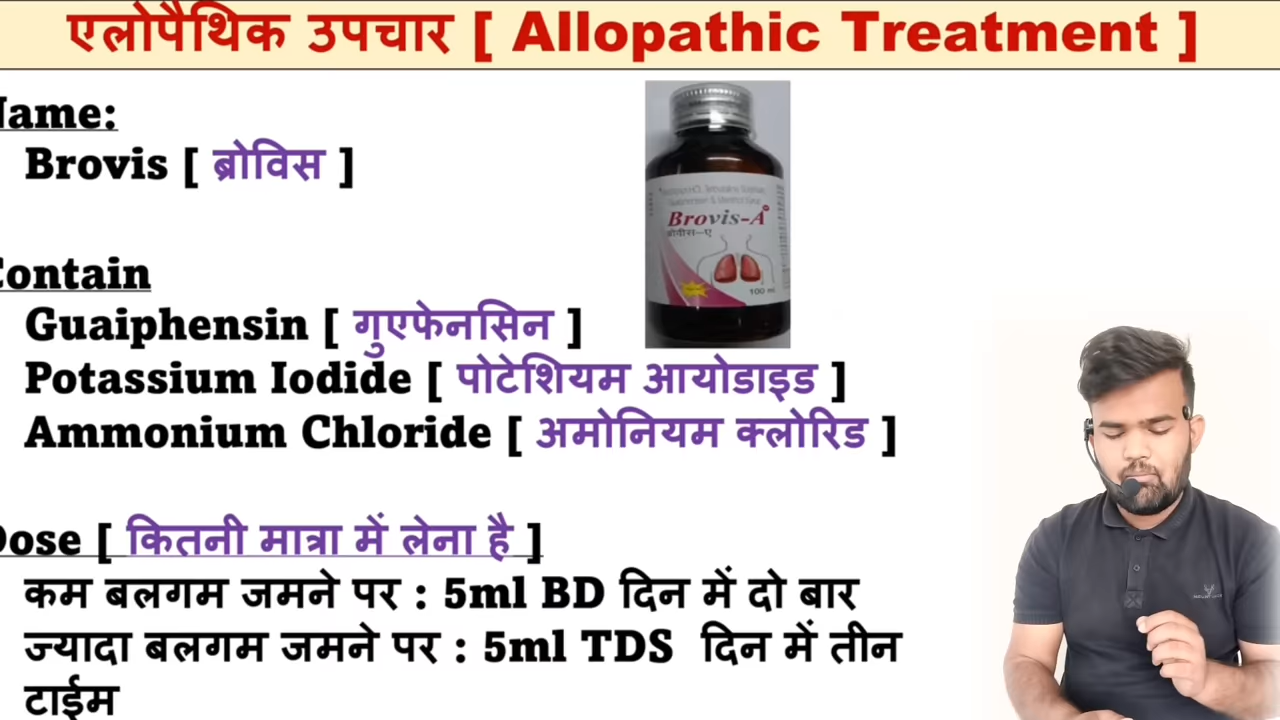 एलोपैथिक उपचार [ Allopathic Treatment ]
Name:
Brovis [ ब्रोविस ]
Brovis-A
100 ml
Contain
Guaiphensin [ गुएफेनसिन ]
Potassium Iodide [ पोटेशियम आयोडाइड ]
Ammonium Chloride [ अमोनियम क्लोरिड ]
Dose [ कितनी मात्रा में लेना है ]
कम बलगम जमने पर : 5ml BD दिन में दो बार
ज्यादा बलगम जमने पर : 5ml TDS दिन में तीन
टाईम